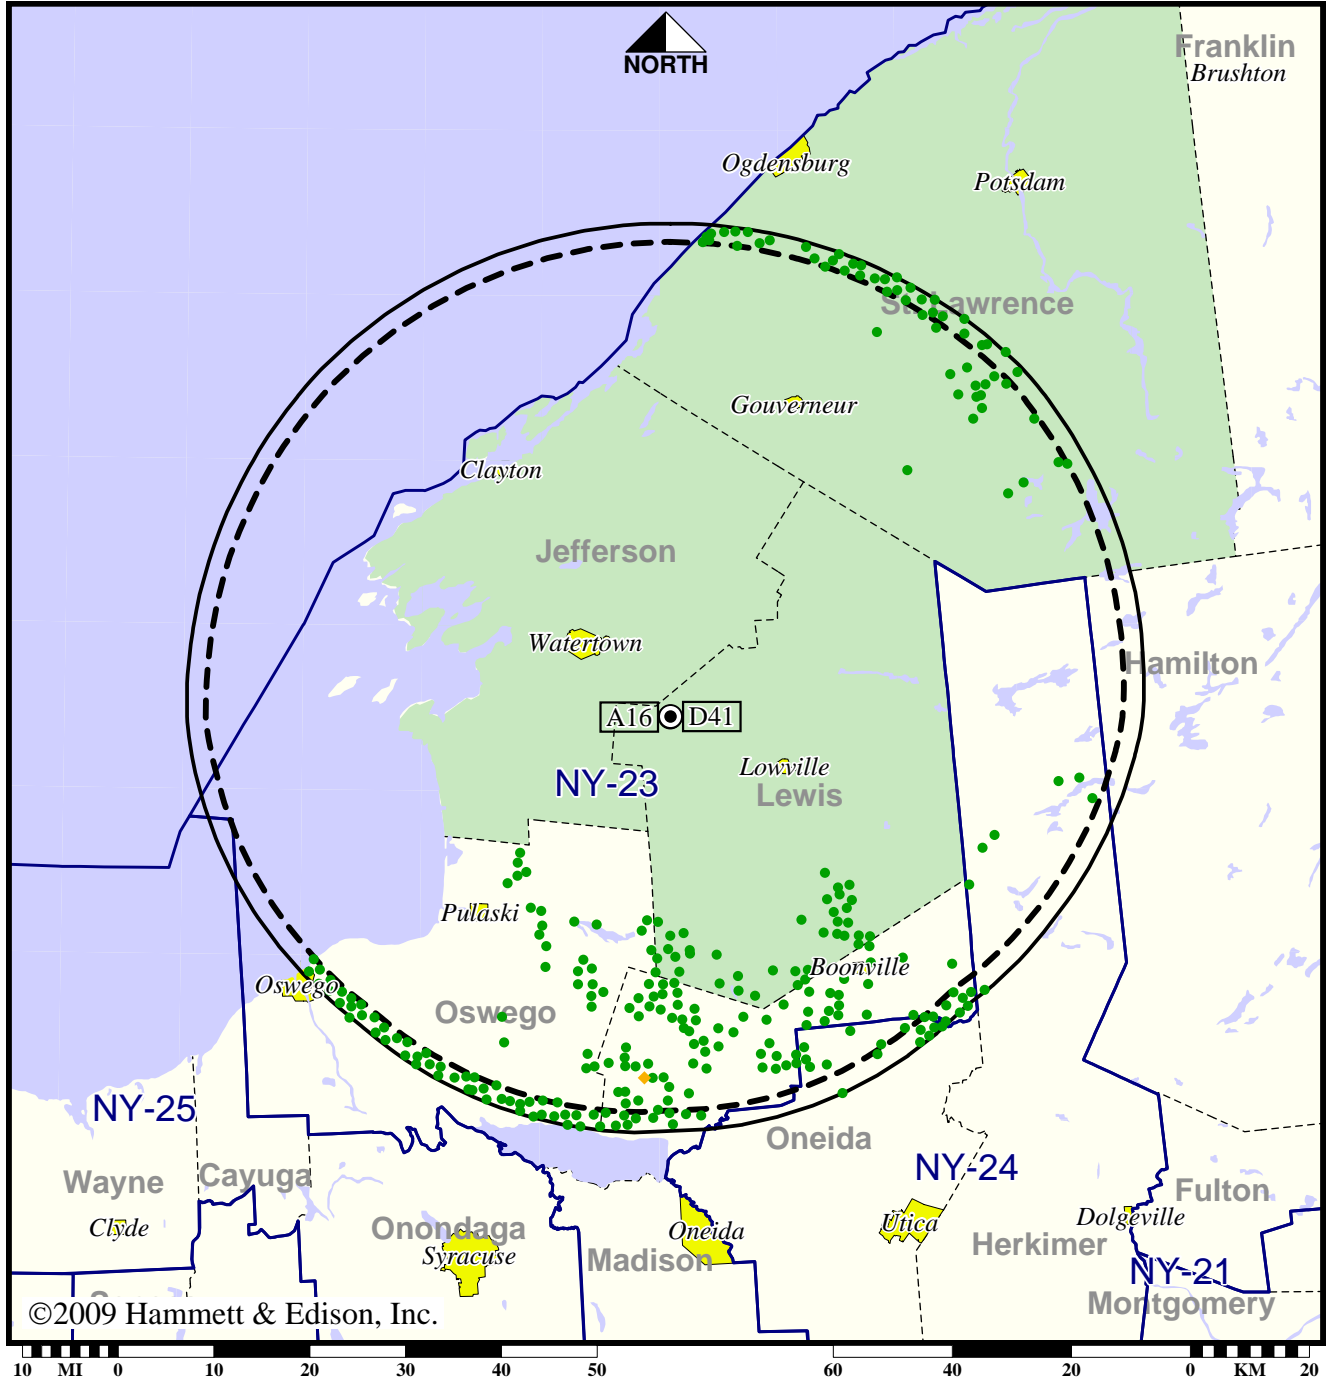 Franklin
Brushton
NORTH
Ogdensburg
Potsdam
St. Lawrence
Gouverneur
Clayton
Jefferson
Watertown
Hamilton
A16 D41
Lowville
NY-23
Lewis
Pulaski
Boonville
Oswego
Oswego
NY-25
Oneida
NY-24
Wayne
Cayuga
Fulton
Clyde
Onondaga
Oneida
Utica
Dolgeville
Syracuse
Madison
Herkimer
NY-21
Montgomery
©2009 Hammett & Edison, Inc.
10 MI 0 10 20 30 40 50 60 40 20 0 KM 20